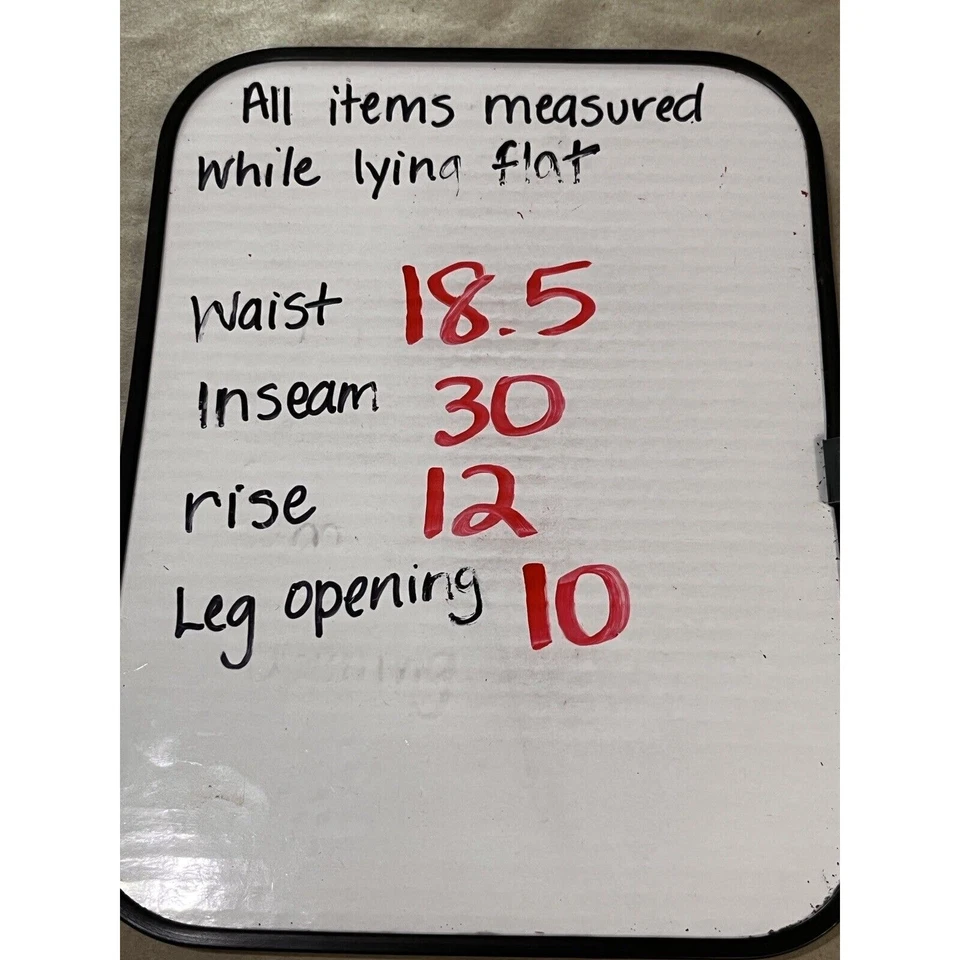 All items measured
while lying flat
Waist 18.5
Inseam 30
rise 12
Leg opening 10